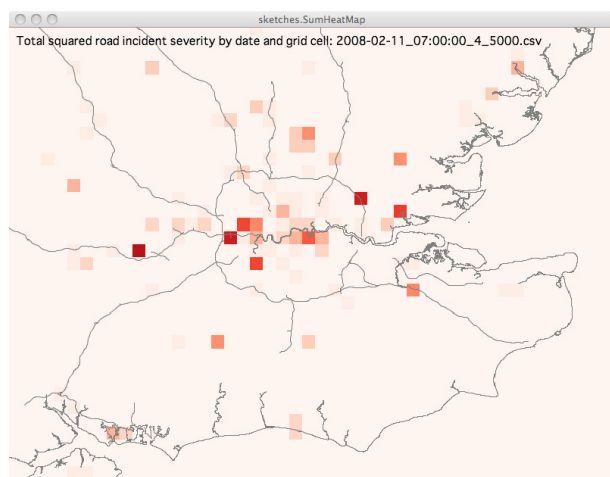 sketches.SumHeatMap
Total squared road incident severity by date and grid cell: 2008-02-11_07:00:00_4_5000.csv